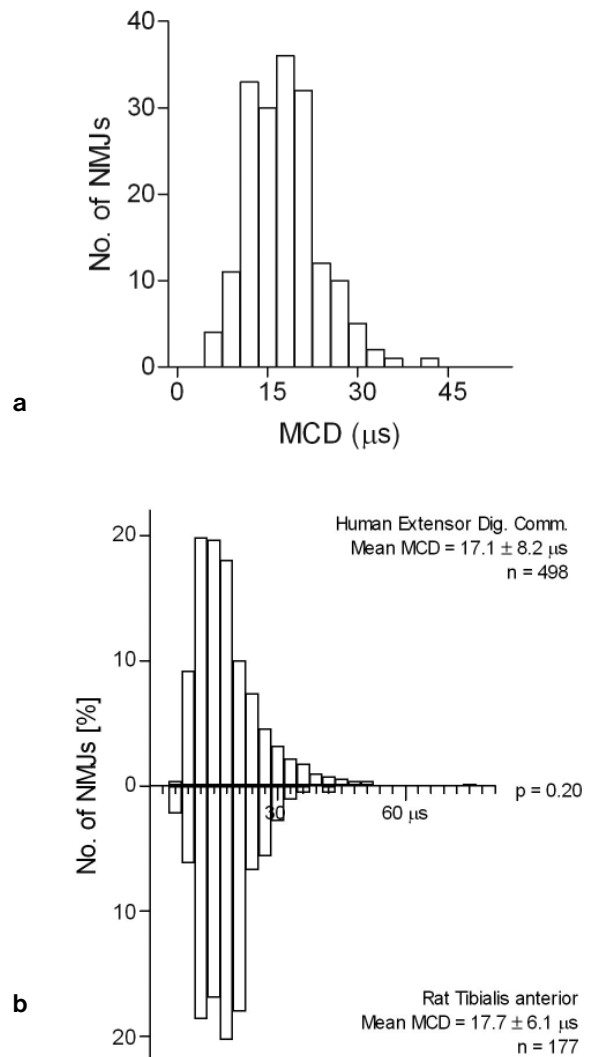 40
30
20
10
0
No. of NMJs
0 15 30 45
MCD (μs)
a
Human Extensor Dig. Comm.
Mean MCD = 17.1 ± 8.2 μs
n = 498
20
10
0
10
20
No. of NMJs [%]
30 60 μs
p = 0.20
b
Rat Tibialis anterior
Mean MCD = 17.7 ± 6.1 μs
n = 177